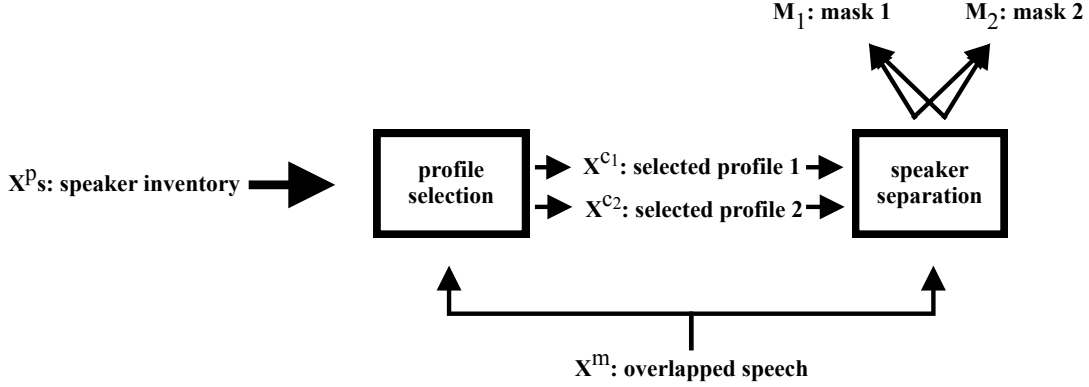 M₁: mask 1
M₂: mask 2
Xᵖs: speaker inventory
profile
selection
Xᶜ¹: selected profile 1
Xᶜ²: selected profile 2
speaker
separation
Xᵐ: overlapped speech